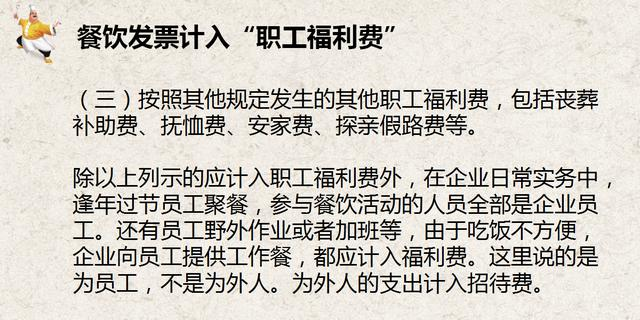 餐饮发票计入“职工福利费”
（三）按照其他规定发生的其他职工福利费，包括丧葬
补助费、抚恤费、安家费、探亲假路费等。
除以上列示的应计入职工福利费外，在企业日常实务中，
逢年过节员工聚餐，参与餐饮活动的人员全部是企业员
工。还有员工野外作业或者加班等，由于吃饭不方便，
企业向员工提供工作餐，都应计入福利费。这里说的是
为员工，不是为外人。为外人的支出计入招待费。